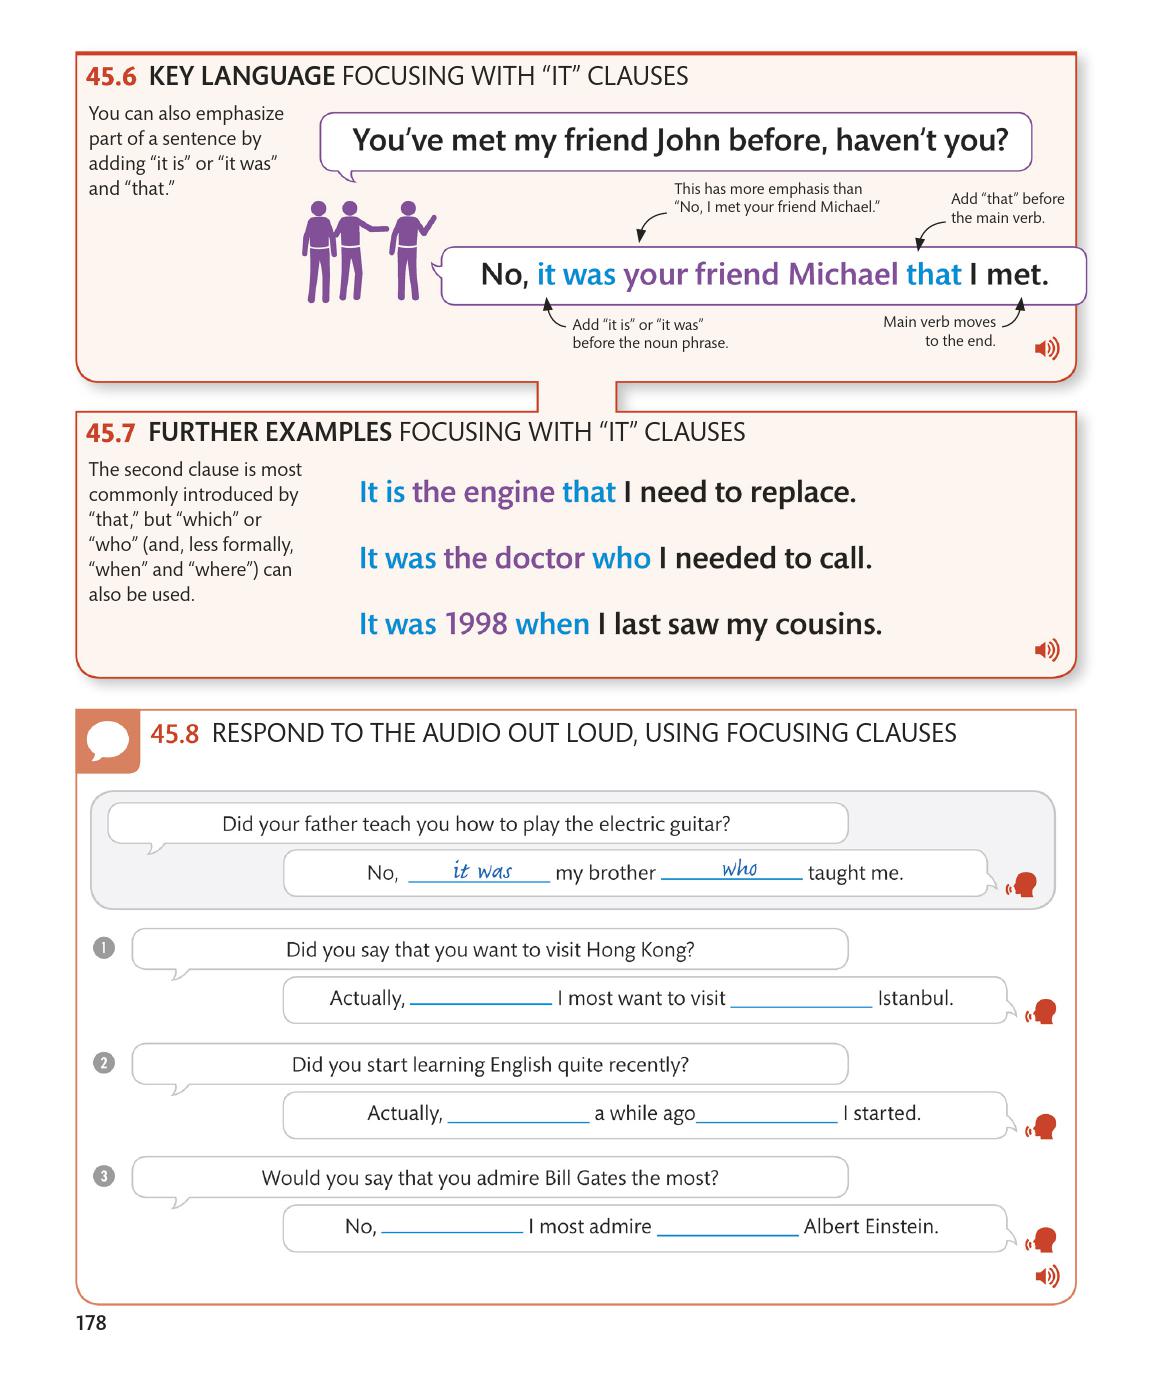 45.6 KEY LANGUAGE FOCUSING WITH “IT” CLAUSES
You can also emphasize
part of a sentence by
adding “it is” or “it was”
and “that.”
You’ve met my friend John before, haven’t you?
This has more emphasis than
“No, I met your friend Michael.”
Add “that” before
the main verb.
No, it was your friend Michael that I met.
Add “it is” or “it was”
before the noun phrase.
Main verb moves
to the end.
45.7 FURTHER EXAMPLES FOCUSING WITH “IT” CLAUSES
The second clause is most
commonly introduced by
“that,” but “which” or
“who” (and, less formally,
“when” and “where”) can
also be used.
It is the engine that I need to replace.
It was the doctor who I needed to call.
It was 1998 when I last saw my cousins.
45.8 RESPOND TO THE AUDIO OUT LOUD, USING FOCUSING CLAUSES
Did your father teach you how to play the electric guitar?
No, it was my brother who taught me.
1 Did you say that you want to visit Hong Kong?
Actually, ____________ I most want to visit ____________ Istanbul.
2 Did you start learning English quite recently?
Actually, ____________ a while ago____________ I started.
3 Would you say that you admire Bill Gates the most?
No, ____________ I most admire ____________ Albert Einstein.
178